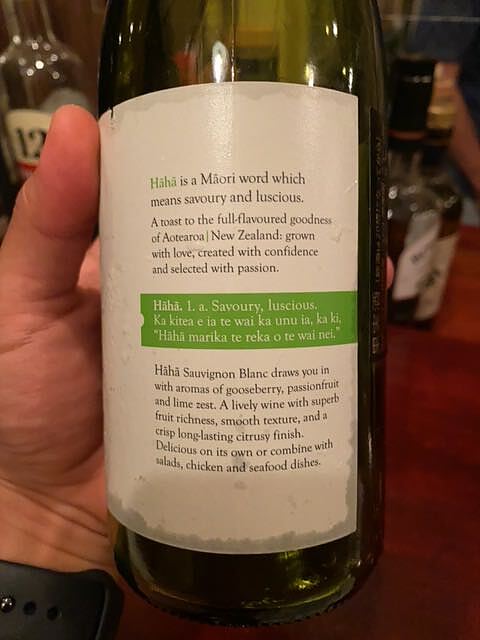 Hāhā is a Māori word which
means savoury and luscious.
A toast to the full-flavoured goodness
of Aotearoa | New Zealand: grown
with love, created with confidence
and selected with passion.
Hāhā. 1. a. Savoury, luscious.
Ka kitea e ia te wai ka unu ia, ka ki,
“Hāhā marika te reka o te wai nei.”
Hāhā Sauvignon Blanc draws you in
with aromas of gooseberry, passionfruit
and lime zest. A lively wine with superb
fruit richness, smooth texture, and a
crisp long-lasting citrusy finish.
Delicious on its own or combine with
salads, chicken and seafood dishes.
12